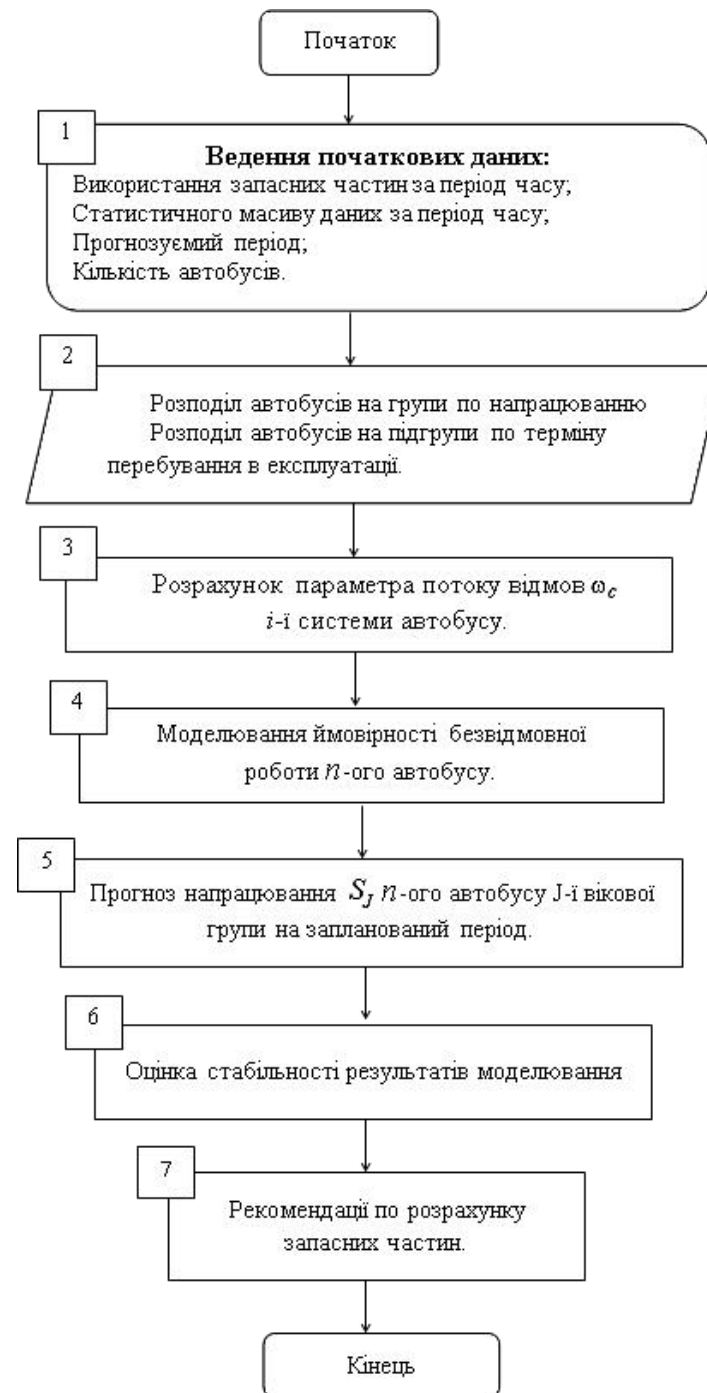 Початок
1
Ведення початкових даних:
Використання запасних частин за період часу;
Статистичного масиву даних за період часу;
Прогнозуємий період;
Кількість автобусів.
2
Розподіл автобусів на групи по напрацюванню
Розподіл автобусів на підгрупи по терміну
перебування в експлуатації.
3
Розрахунок параметра потоку відмов ω_c
i-ї системи автобусу.
4
Моделювання ймовірності безвідмовної
роботи n-ого автобусу.
5
Прогноз напрацювання S_J n-ого автобусу J-ї вікової
групи на запланований період.
6
Оцінка стабільності результатів моделювання
7
Рекомендації по розрахунку
запасних частин.
Кінець